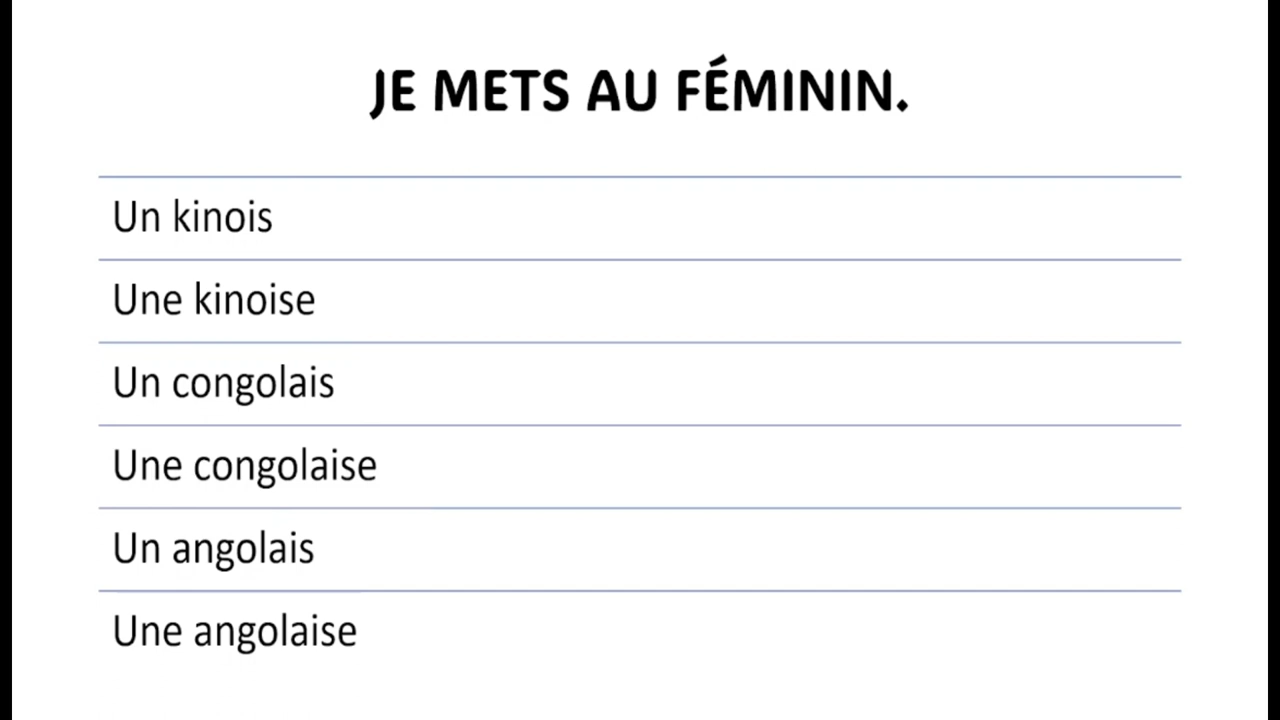 JE METS AU FÉMININ.
Un kinois
Une kinoise
Un congolais
Une congolaise
Un angolais
Une angolaise